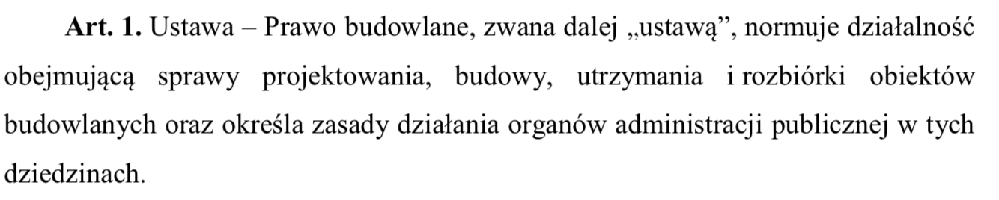 Art. 1. Ustawa – Prawo budowlane, zwana dalej „ustawą”, normuje działalność
obejmującą sprawy projektowania, budowy, utrzymania i rozbiórki obiektów
budowlanych oraz określa zasady działania organów administracji publicznej w tych
dziedzinach.